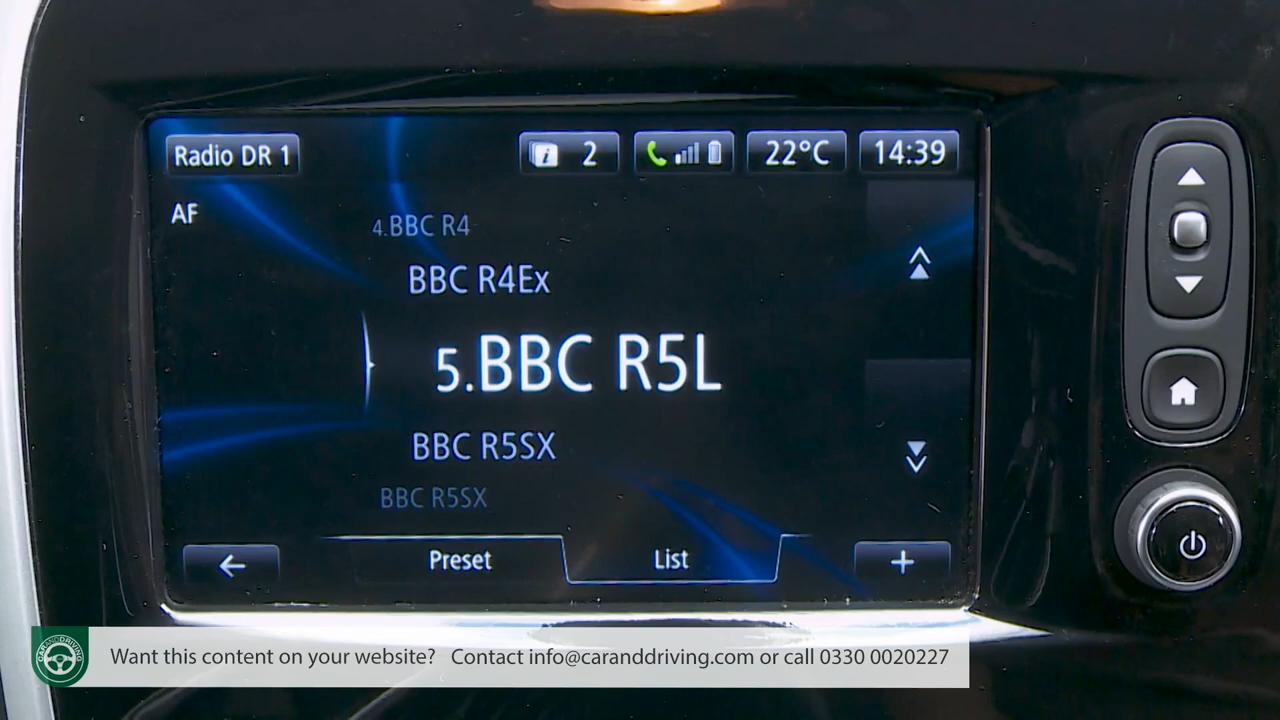 Radio DR 1
2
22°C
14:39
AF
4.BBC R4
BBC R4Ex
5.BBC R5L
BBC R5SX
BBC R5SX
Preset
List
CARANDDRIVING
Want this content on your website? Contact info@caranddriving.com or call 0330 0020227